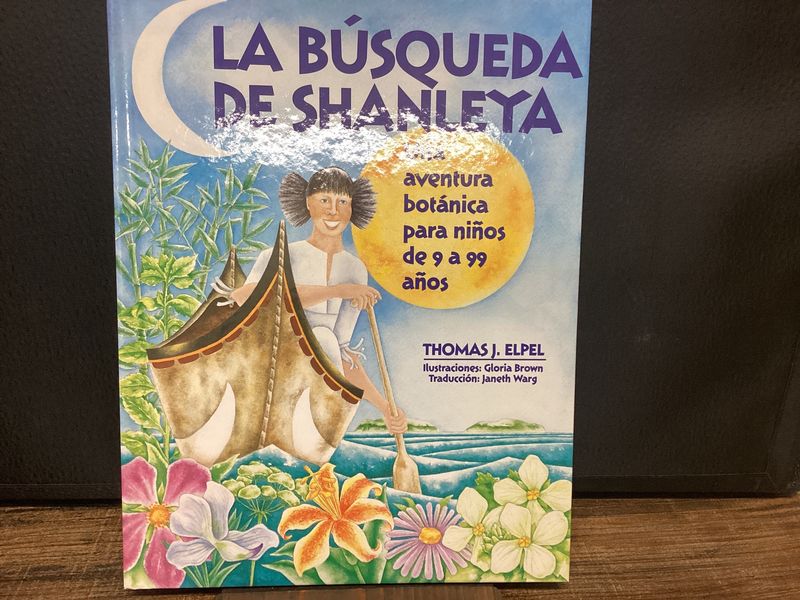 LA BÚSQUEDA
DE SHANLEYA
aventura
botánica
para niños
de 9 a 99
años
THOMAS J. ELPEL
Ilustraciones: Gloria Brown
Traducción: Janeth Warg